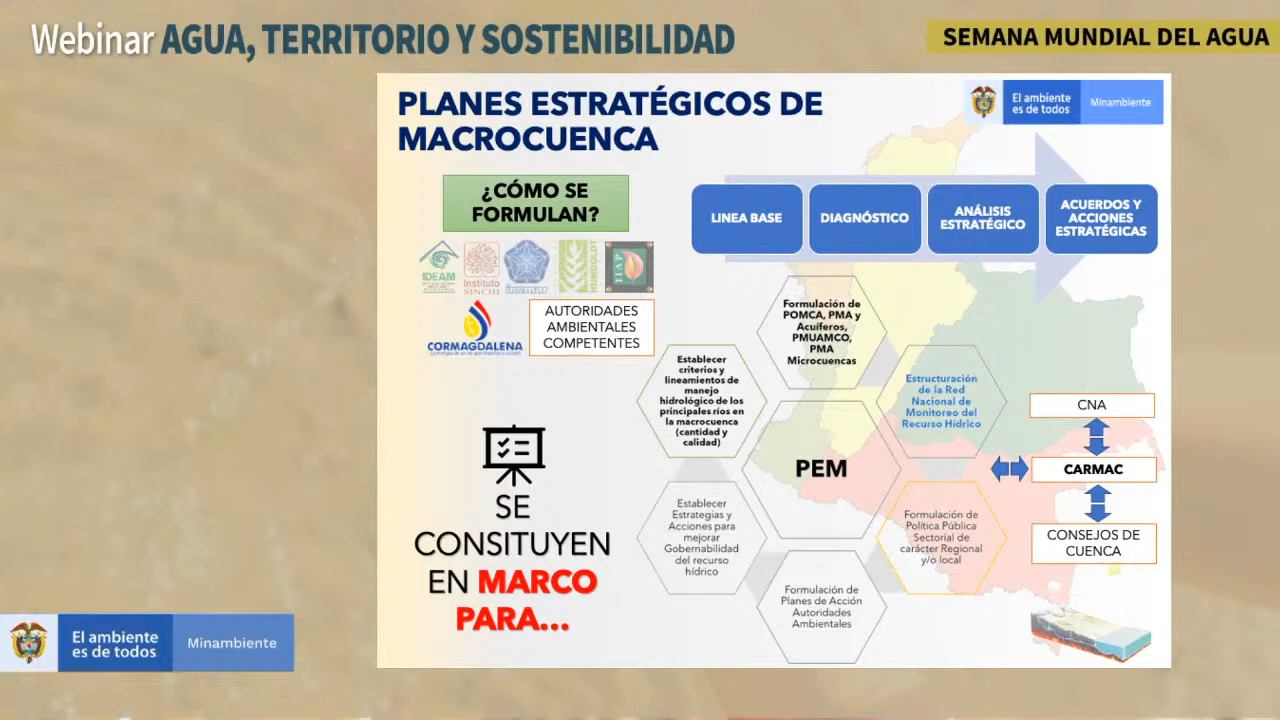 Webinar AGUA, TERRITORIO Y SOSTENIBILIDAD
SEMANA MUNDIAL DEL AGUA
PLANES ESTRATÉGICOS DE
MACROCUENCA
El ambiente
es de todos
Minambiente
¿CÓMO SE
FORMULAN?
LINEA BASE
DIAGNÓSTICO
ANÁLISIS
ESTRATÉGICO
ACUERDOS Y
ACCIONES
ESTRATÉGICAS
IDEAM
Instituto
SINCHI
invemar
HUMBOLDT
IIAP
CORMAGDALENA
AUTORIDADES
AMBIENTALES
COMPETENTES
Formulación de
POMCA, PMA y
Acuíferos,
PMUAMCO,
PMA
Microcuencas
Establecer
criterios y
lineamientos de
manejo
hidrológico de los
principales ríos en
la macrocuenca
(cantidad y
calidad)
Estructuración
de la Red
Nacional de
Monitoreo del
Recurso Hídrico
PEM
CNA
CARMAC
CONSEJOS DE
CUENCA
Establecer
Estrategias y
Acciones para
mejorar
Gobernabilidad
del recurso
hídrico
Formulación de
Política Pública
Sectorial de
carácter Regional
y/o local
Formulación de
Planes de Acción
Autoridades
Ambientales
SE
CONSITUYEN
EN MARCO
PARA...
El ambiente
es de todos
Minambiente